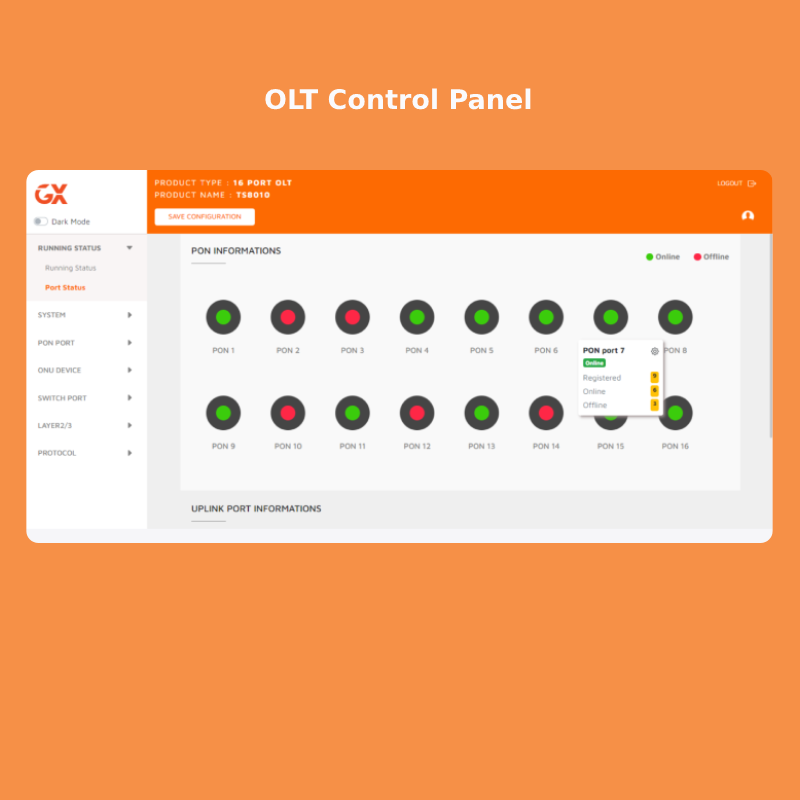 OLT Control Panel
GX
PRODUCT TYPE : 16 PORT OLT
PRODUCT NAME : TS8010
LOGOUT
Dark Mode
SAVE CONFIGURATION
RUNNING STATUS
Running Status
Port Status
SYSTEM
PON PORT
ONU DEVICE
SWITCH PORT
LAYER2/3
PROTOCOL
PON INFORMATIONS
Online
Offline
PON 1
PON 2
PON 3
PON 4
PON 5
PON 6
PON 8
PON port 7
Online
Registered 9
Online 6
Offline 3
PON 9
PON 10
PON 11
PON 12
PON 13
PON 14
PON 15
PON 16
UPLINK PORT INFORMATIONS